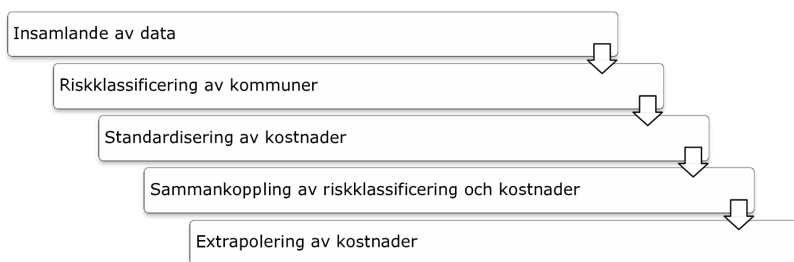 Insamlande av data
Riskklassificering av kommuner
Standardisering av kostnader
Sammankoppling av riskklassificering och kostnader
Extrapolering av kostnader